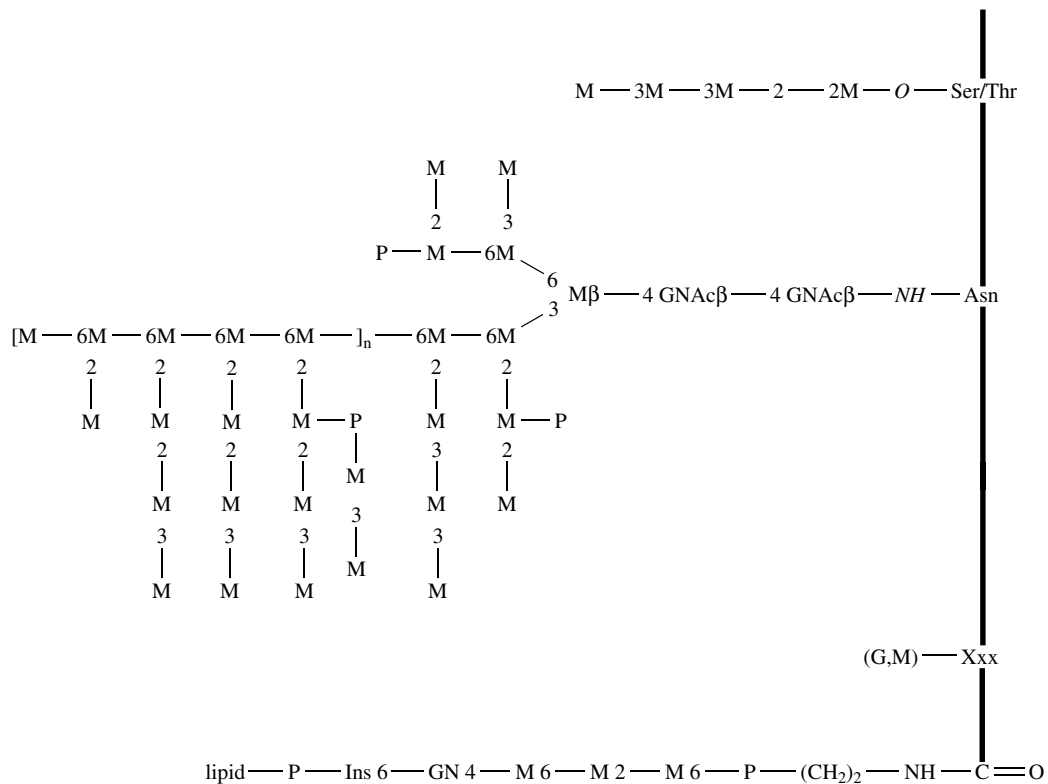 M 3M 3M 2 2M O Ser/Thr
M M
2 3
P M 6M
6
Mβ 4 GNAcβ 4 GNAcβ NH Asn
3
[M 6M 6M 6M 6M ]n 6M 6M
2 2 2 2 2 2
M M M M P M M P
2 2 2 M 3 2
M M M M M
3 3 3 3 3
M M M M M
(G,M) Xxx
lipid P Ins 6 GN 4 M 6 M 2 M 6 P (CH2)2 NH C O